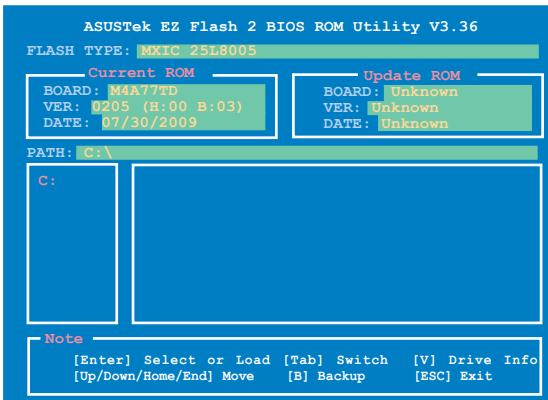 ASUSTek EZ Flash 2 BIOS ROM Utility V3.36
FLASH TYPE: MXIC 25L8005
Current ROM
BOARD: M4A77TD
VER: 0205 (H:00 B:03)
DATE: 07/30/2009
Update ROM
BOARD: Unknown
VER: Unknown
DATE: Unknown
PATH: C:\
C:
Note
[Enter] Select or Load [Tab] Switch [V] Drive Info
[Up/Down/Home/End] Move [B] Backup [ESC] Exit